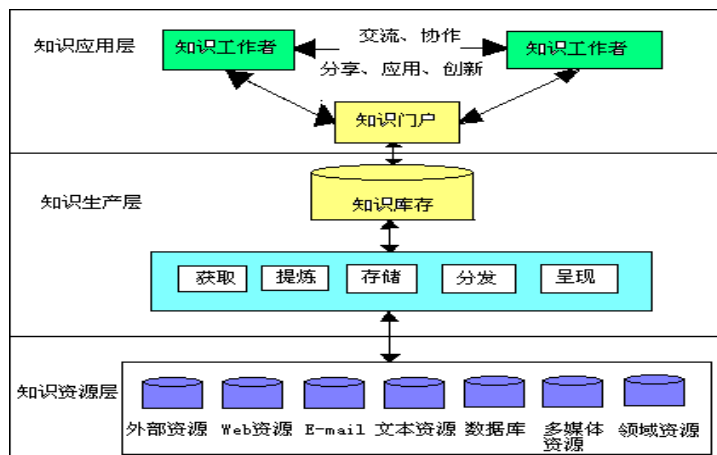 知识应用层
知识工作者
交流、协作
知识工作者
分享、应用、创新
知识门户
知识生产层
知识库存
获取
提炼
存储
分发
呈现
知识资源层
外部资源
Web资源
E-mail
文本资源
数据库
多媒体
资源
领域资源